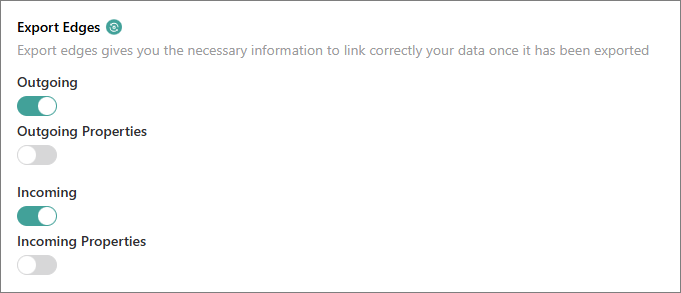 Export Edges
Export edges gives you the necessary information to link correctly your data once it has been exported
Outgoing
Outgoing Properties
Incoming
Incoming Properties